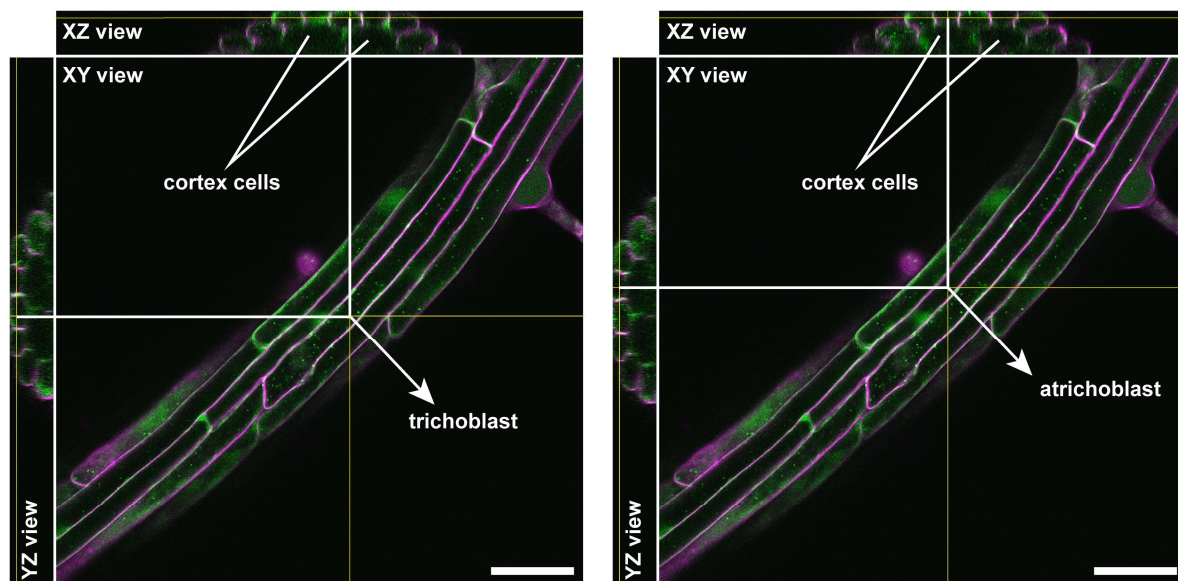 XZ view
XY view
cortex cells
trichoblast
YZ view
XZ view
XY view
cortex cells
atrichoblast
YZ view